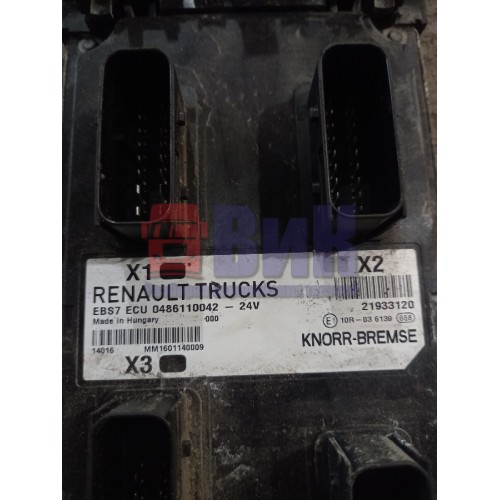 ВиК
X1
X2
RENAULT TRUCKS
EBS7 ECU 0486110042 - 24V
21933120
Made in Hungary 000
E1 10R-03 6139
14016 MM1601140009
KNORR-BREMSE
X3